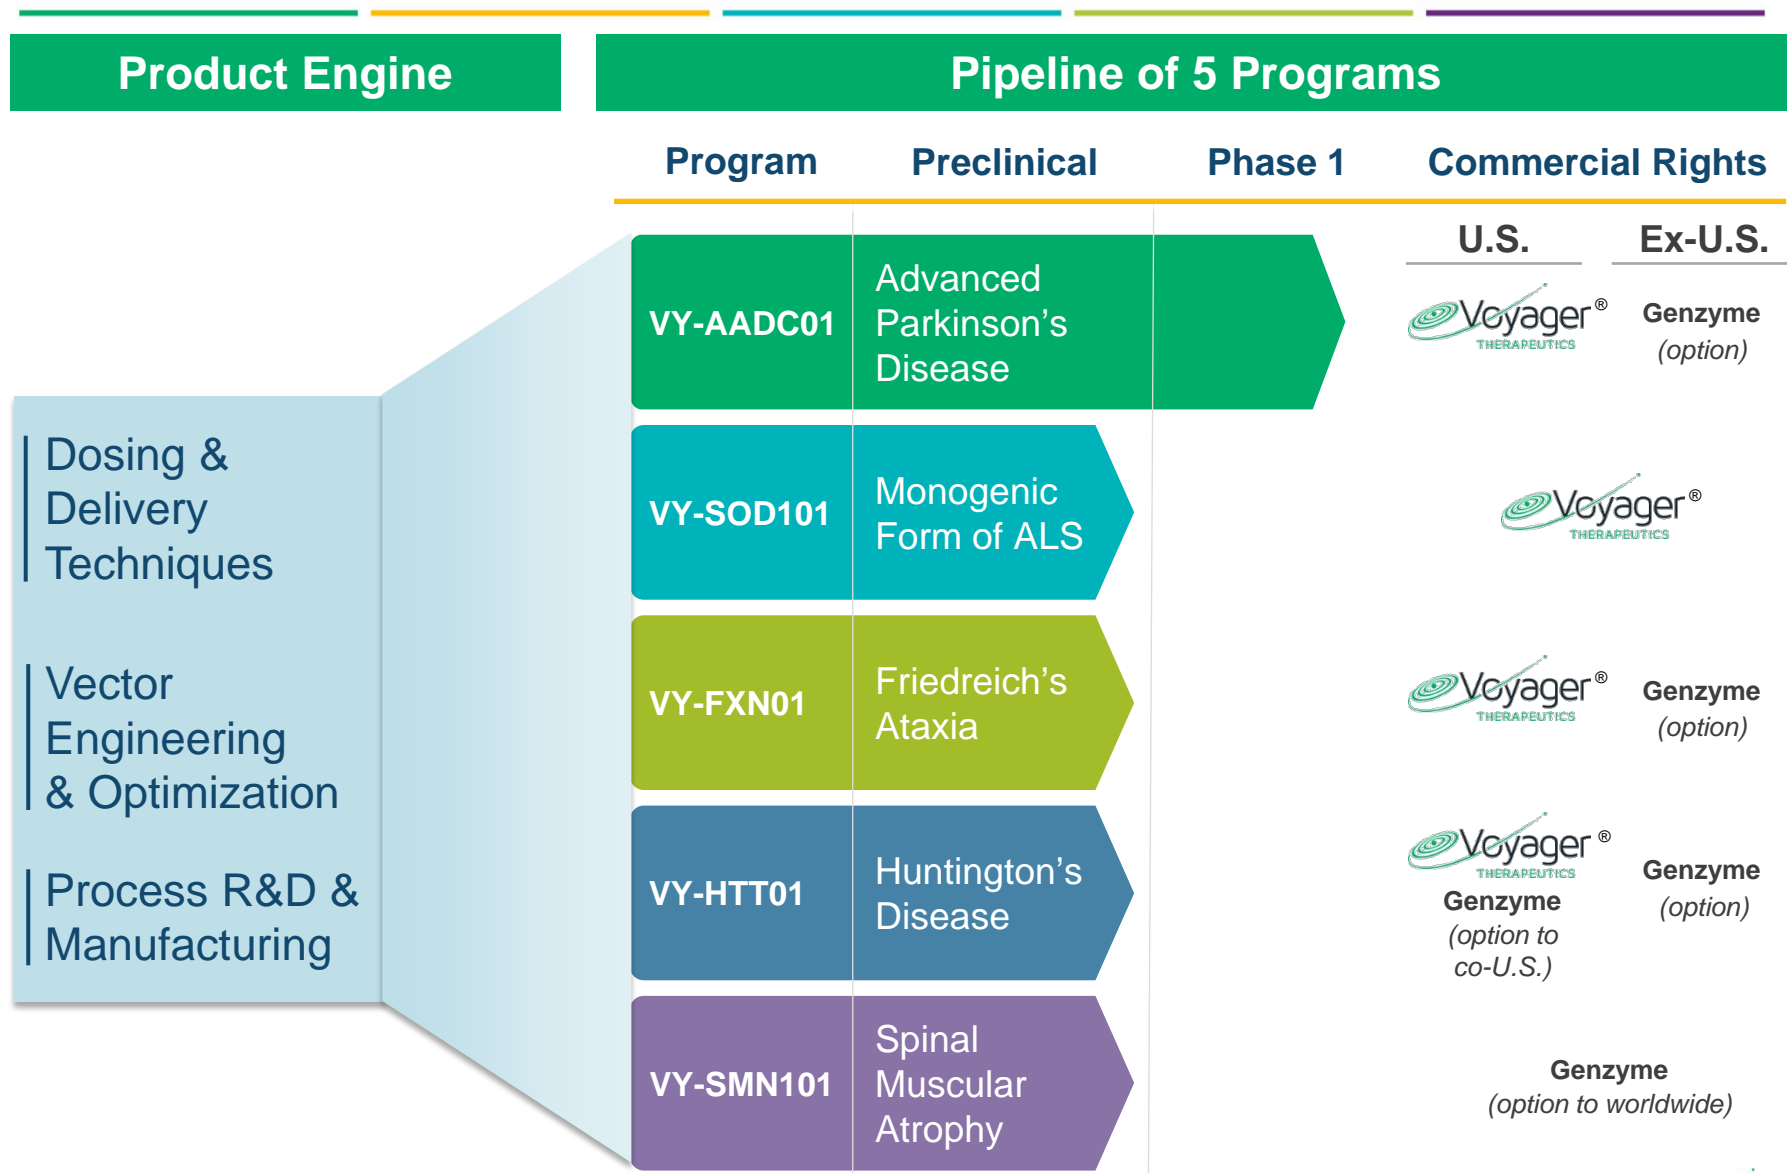 Product Engine
Pipeline of 5 Programs
Program Preclinical Phase 1 Commercial Rights
U.S. Ex-U.S.
Dosing &
Delivery
Techniques
Vector
Engineering
& Optimization
Process R&D &
Manufacturing
VY-AADC01
Advanced
Parkinson's
Disease
Voyager®
THERAPEUTICS
Genzyme
(option)
VY-SOD101
Monogenic
Form of ALS
Voyager®
THERAPEUTICS
VY-FXN01
Friedreich's
Ataxia
Voyager®
THERAPEUTICS
Genzyme
(option)
VY-HTT01
Huntington's
Disease
Voyager®
THERAPEUTICS
Genzyme
(option to
co-U.S.)
Genzyme
(option)
VY-SMN101
Spinal
Muscular
Atrophy
Genzyme
(option to worldwide)